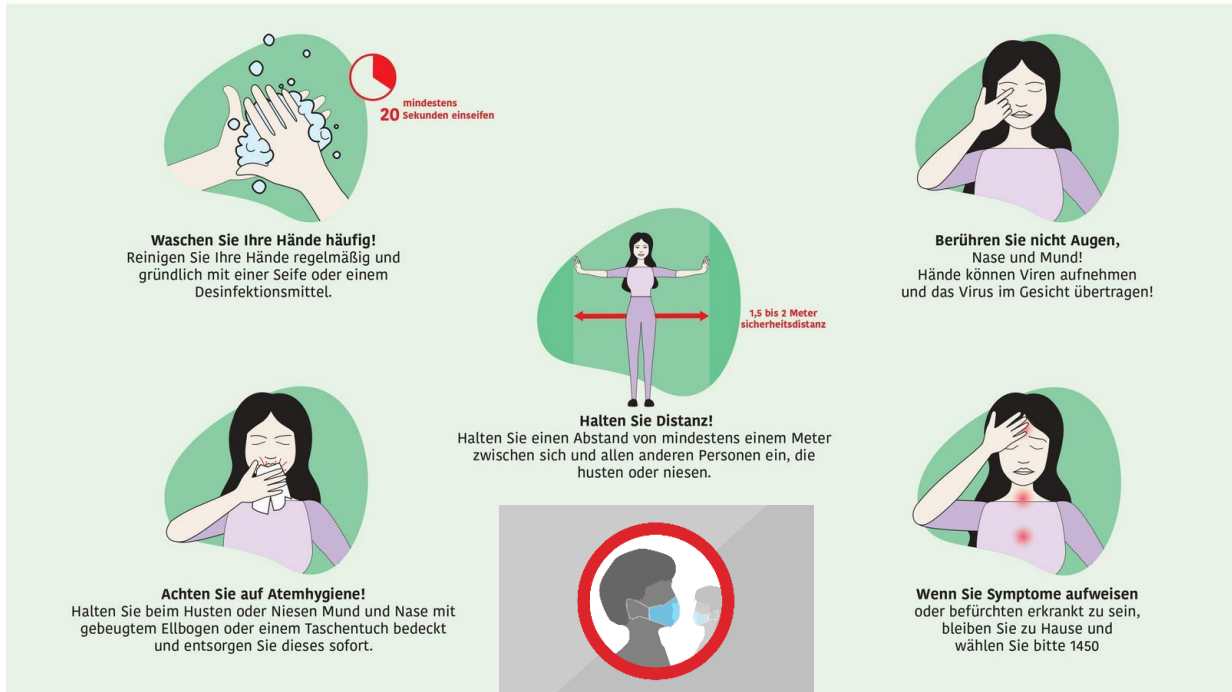 mindestens
20 Sekunden einseifen
Waschen Sie Ihre Hände häufig!
Reinigen Sie Ihre Hände regelmäßig und
gründlich mit einer Seife oder einem
Desinfektionsmittel.
Berühren Sie nicht Augen,
Nase und Mund!
Hände können Viren aufnehmen
und das Virus im Gesicht übertragen!
1,5 bis 2 Meter
sicherheitsdistanz
Halten Sie Distanz!
Halten Sie einen Abstand von mindestens einem Meter
zwischen sich und allen anderen Personen ein, die
husten oder niesen.
Achten Sie auf Atemhygiene!
Halten Sie beim Husten oder Niesen Mund und Nase mit
gebeugtem Ellbogen oder einem Taschentuch bedeckt
und entsorgen Sie dieses sofort.
Wenn Sie Symptome aufweisen
oder befürchten erkrankt zu sein,
bleiben Sie zu Hause und
wählen Sie bitte 1450